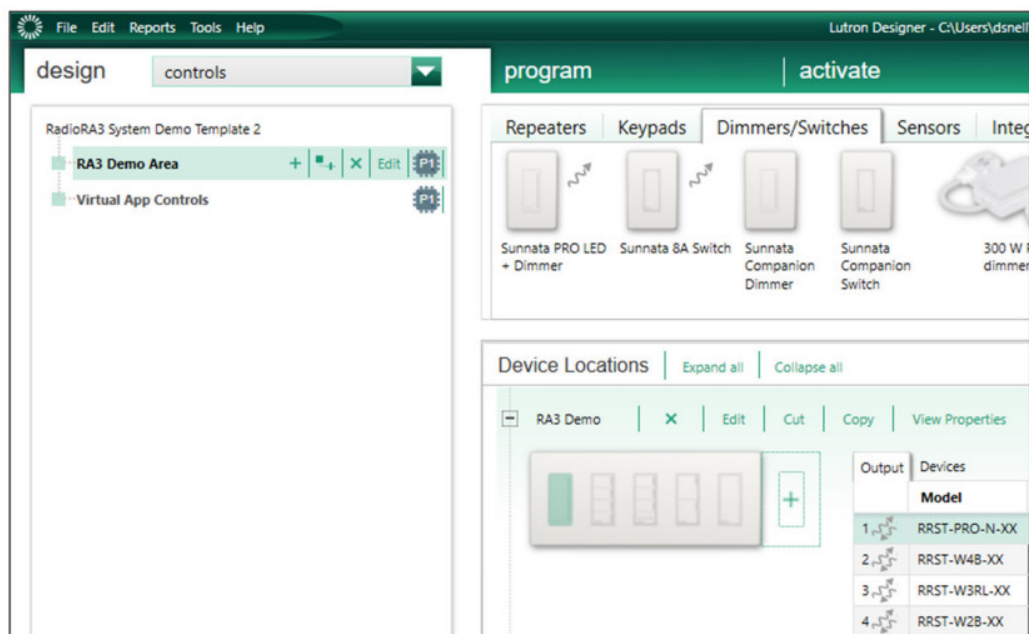 File Edit Reports Tools Help
Lutron Designer - C:\Users\dsnell
design
controls
program
activate
RadioRA3 System Demo Template 2
RA3 Demo Area
Edit
P1
Virtual App Controls
P1
Repeaters
Keypads
Dimmers/Switches
Sensors
Integ
Sunnata PRO LED
+ Dimmer
Sunnata 8A Switch
Sunnata
Companion
Dimmer
Sunnata
Companion
Switch
300 W
dimmer
Device Locations
Expand all
Collapse all
RA3 Demo
Edit
Cut
Copy
View Properties
Output
Devices
Model
1 RRST-PRO-N-XX
2 RRST-W4B-XX
3 RRST-W3RL-XX
4 RRST-W2B-XX